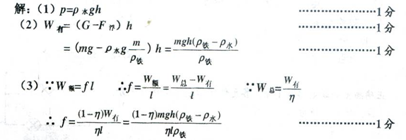 解:(1) p=ρ水gh ……………………1分
(2) W有=(G-F浮)h ……………………1分
=(mg-ρ水g m/ρ铁)h=mgh(ρ铁-ρ水)/ρ铁 ……………………1分
(3) ∵W额=fl ∴f=W额/l=W总-W有/l ∵W总=W有/η
∴ f=(1-η)W有/ηl=(1-η)mgh(ρ铁-ρ水)/ηlρ铁 ……………………1分